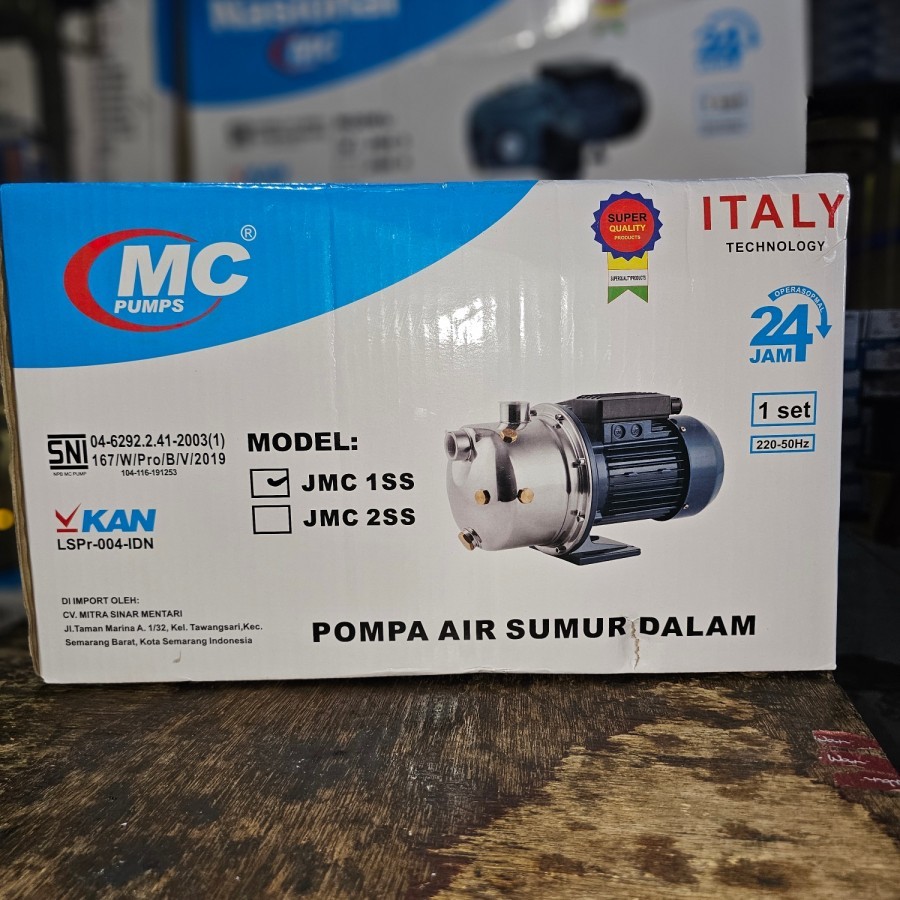 Nasional
MC
24
MC®
PUMPS
SUPER
QUALITY
PRODUCTS
ITALY
TECHNOLOGY
24
JAM
1 set
220-50Hz
SNI
04-6292.2.41-2003(1)
167/W/Pro/B/V/2019
104-116-191253
MODEL:
JMC 1SS
JMC 2SS
KAN
LSPr-004-IDN
DI IMPORT OLEH:
CV. MITRA SINAR MENTARI
Jl.Taman Marina A. 1/32, Kel. Tawangsari,Kec.
Semarang Barat, Kota Semarang Indonesia
POMPA AIR SUMUR DALAM